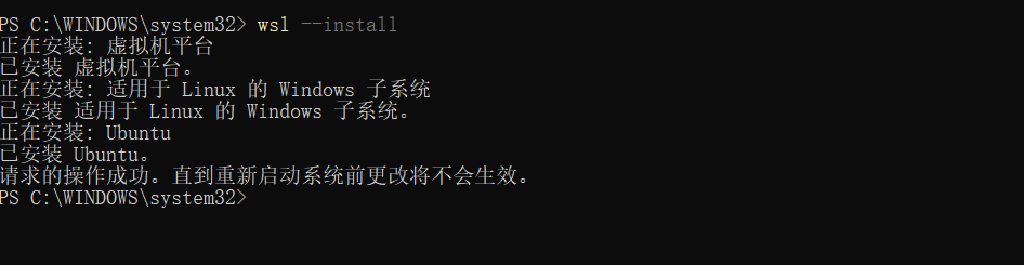 PS C:\WINDOWS\system32> wsl --install
正在安装: 虚拟机平台
已安装 虚拟机平台。
正在安装: 适用于 Linux 的 Windows 子系统
已安装 适用于 Linux 的 Windows 子系统。
正在安装: Ubuntu
已安装 Ubuntu。
请求的操作成功。直到重新启动系统前更改将不会生效。
PS C:\WINDOWS\system32>